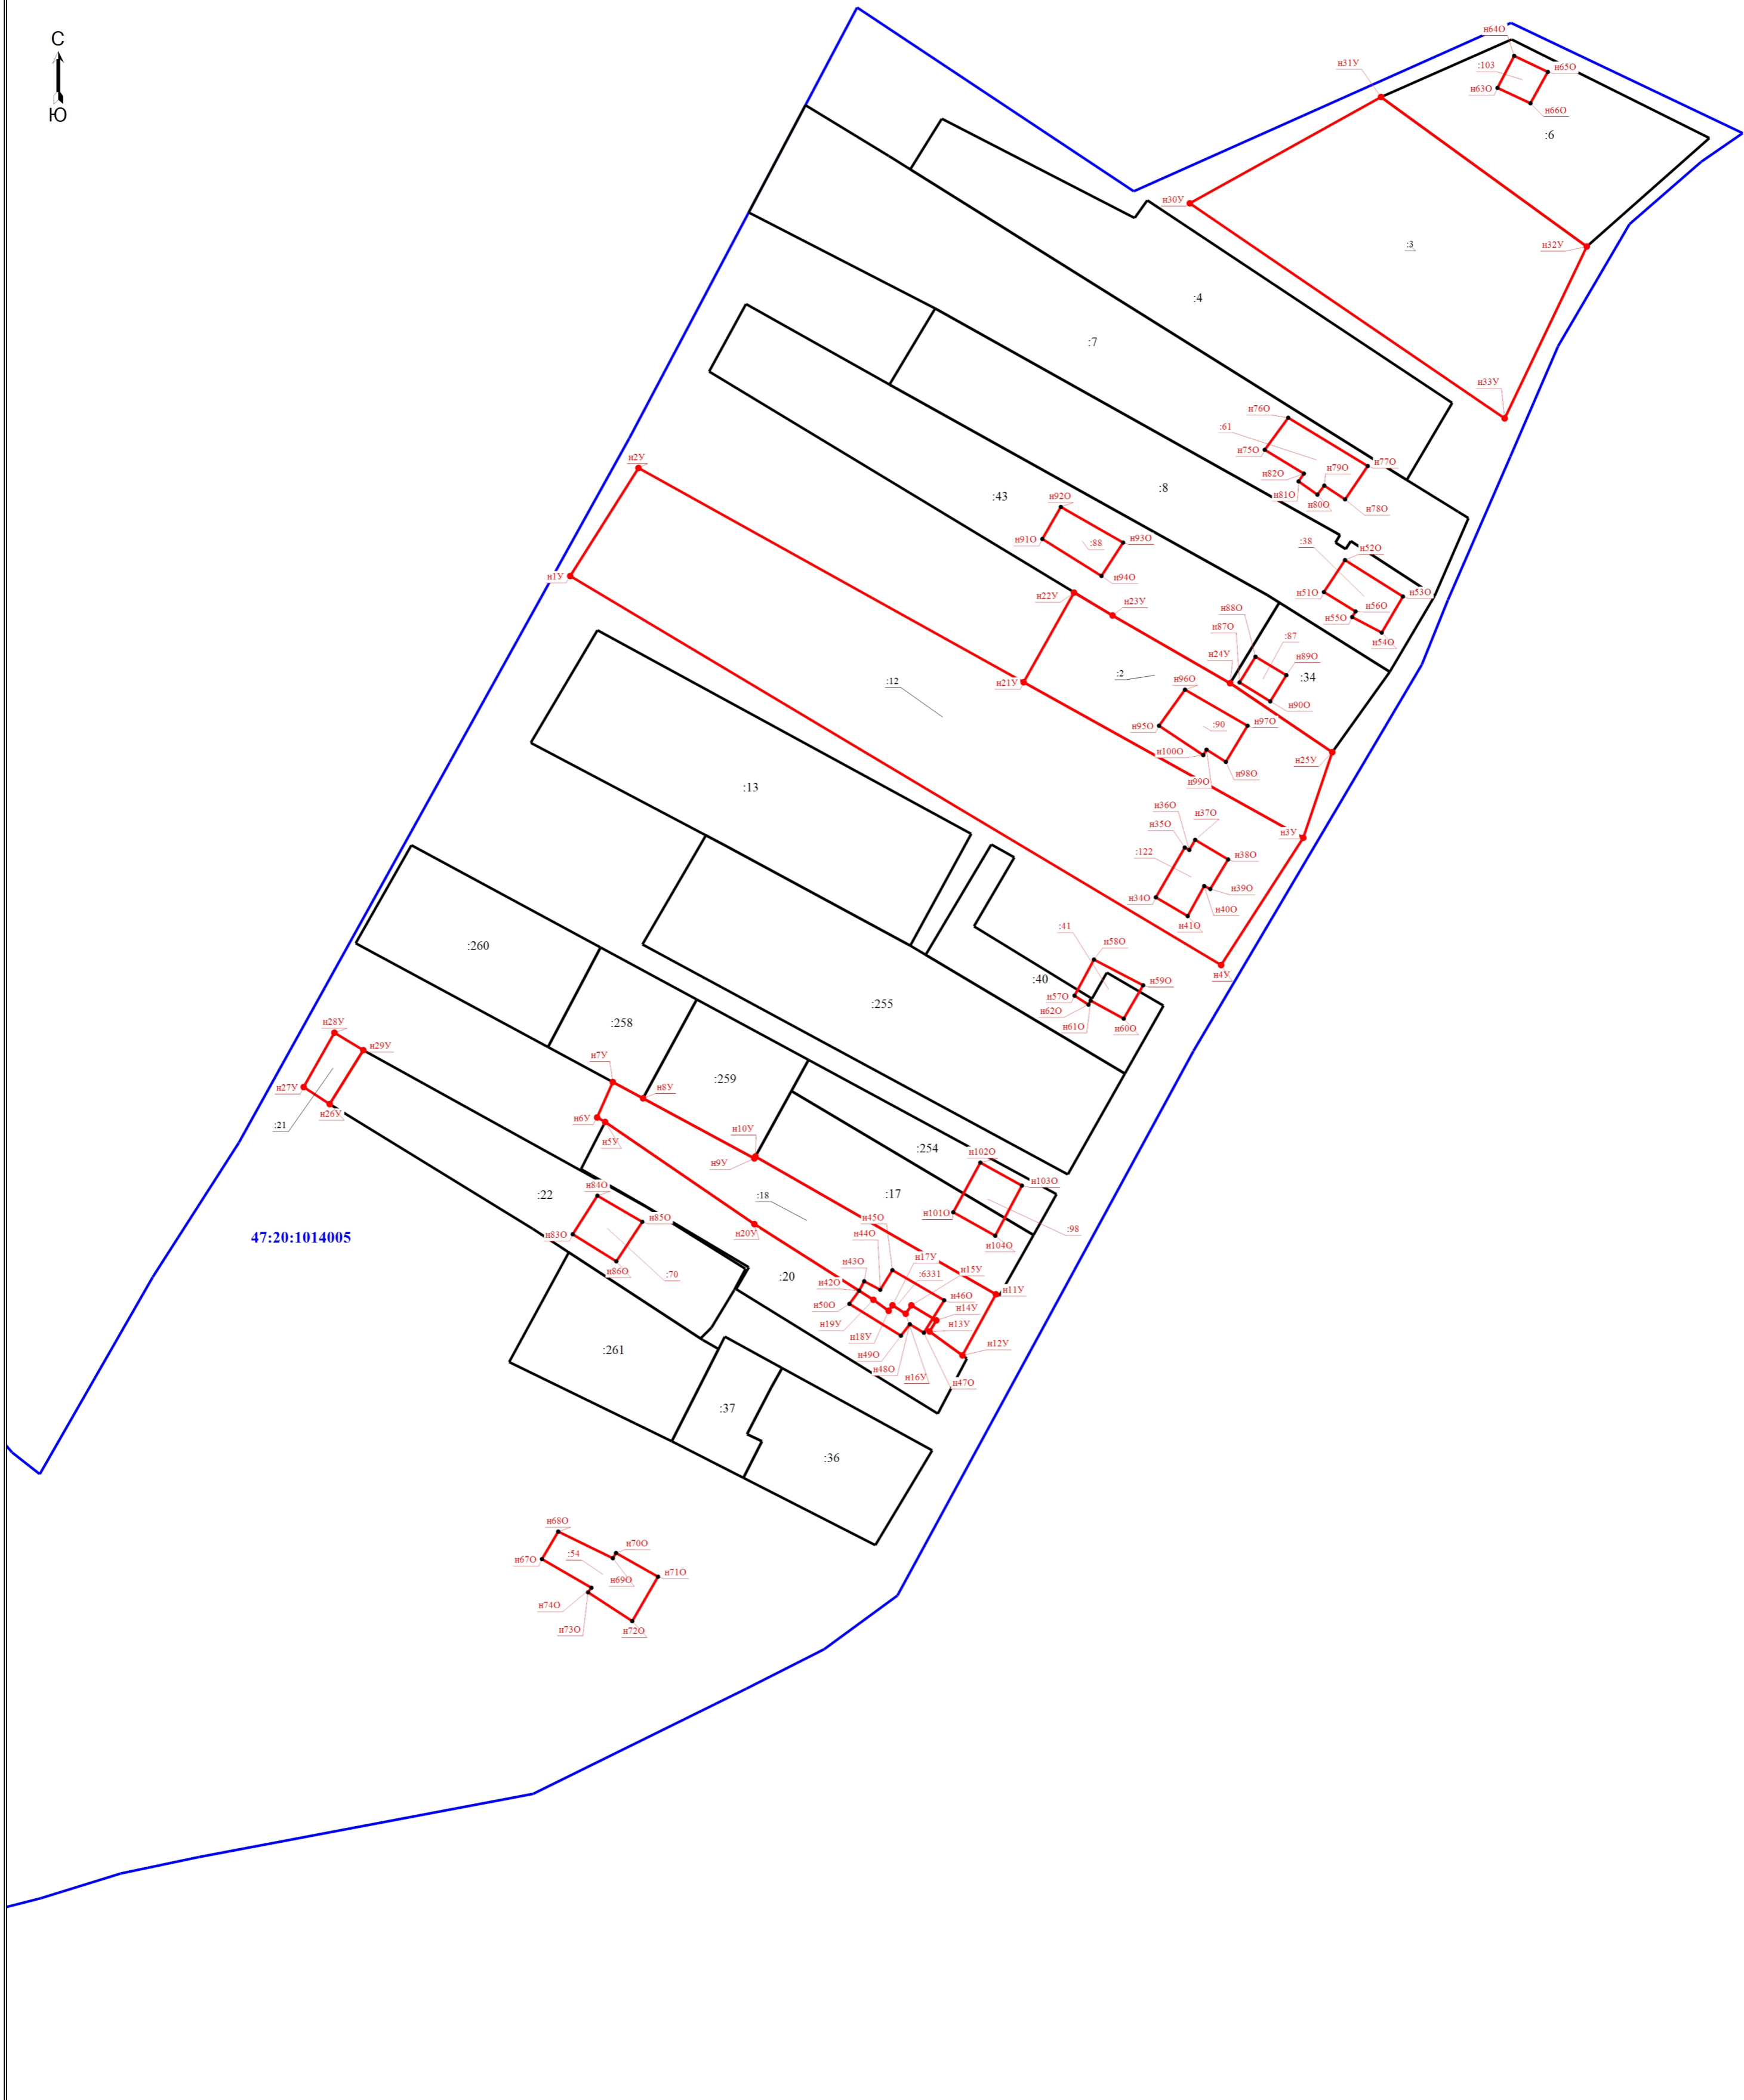 С
Ю
н64О
:103
н65О
н31У
н63О
н66О
:6
н30У
н32У
:3
:4
:7
н33У
н76О
:61
н75О
н77О
н2У
н82О
н79О
:8
:43
н92О
н81О
н80О
н78О
:38
н52О
н91О
:88
н93О
н1У
н94О
н51О
н56О
н53О
н22У
н23У
н88О
н55О
н87О
:87
н54О
н24У
н89О
:2
:34
н21У
:12
н96О
н90О
н95О
:90
н97О
н100О
н98О
н25У
н99О
:13
н36О
н37О
н35О
н3У
:122
н38О
н39О
н34О
н40О
н41О
:41
н58О
:260
н4У
:40
н59О
н57О
:255
н62О
н61О
н60О
:258
н28У
н29У
н7У
:259
н27У
н8У
н26У
н6У
:21
н10У
н5У
:254
н9У
н102О
н103О
:22
:18
:17
н84О
н45О
н101О
н85О
:98
н20У
н44О
н83О
н104О
47:20:1014005
н17У
н43О
:6331
н15У
н86О
:70
:20
н42О
н11У
н50О
н46О
н14У
н19У
н13У
н18У
н12У
:261
н49О
н48О
н16У
н47О
:37
:36
н68О
н70О
:54
н67О
н71О
н69О
н74О
н73О
н72О